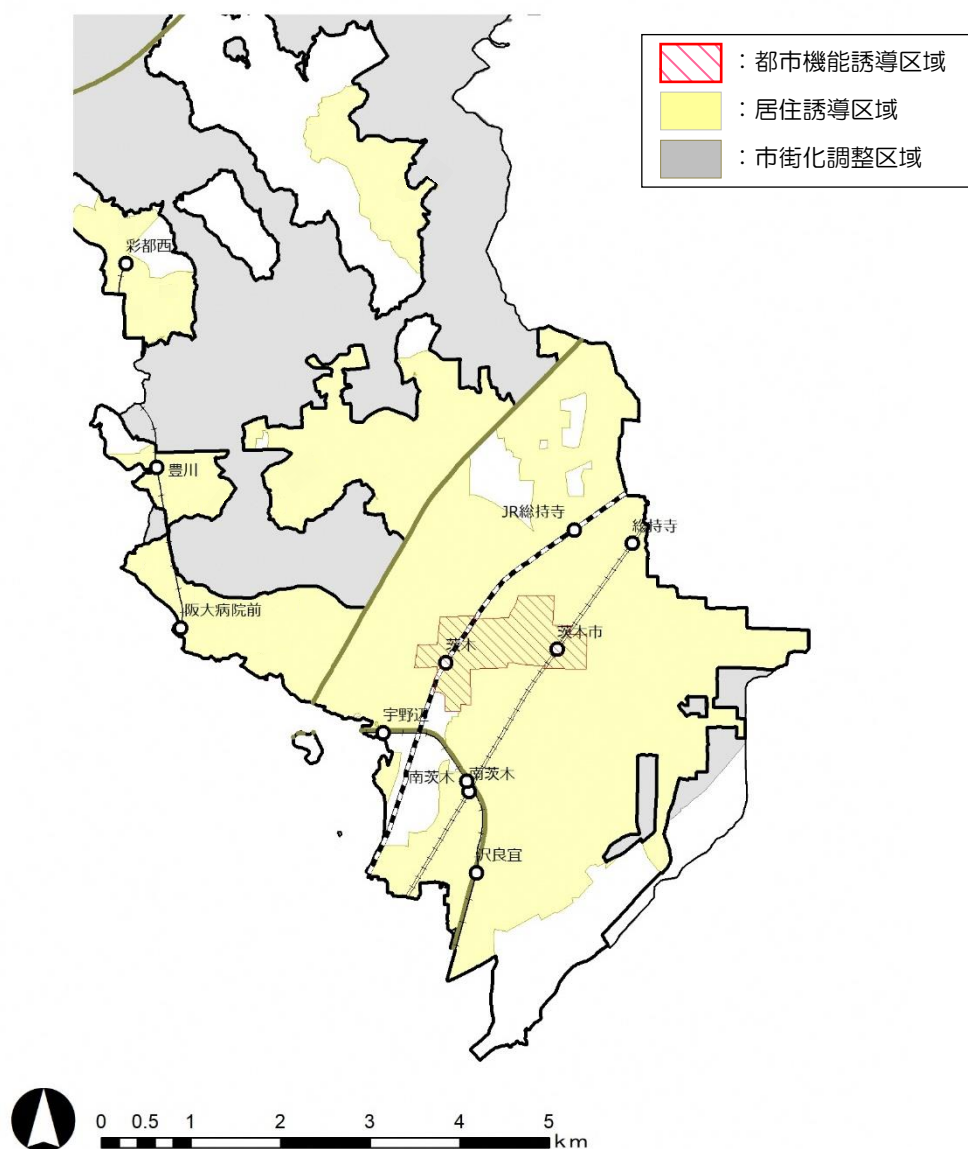 ：都市機能誘導区域
：居住誘導区域
：市街化調整区域
彩都西
豊川
JR総持寺
総持寺
阪大病院前
茨木
茨木市
宇野辺
南茨木
南茨木
沢良宜
0 0.5 1 2 3 4 5
km